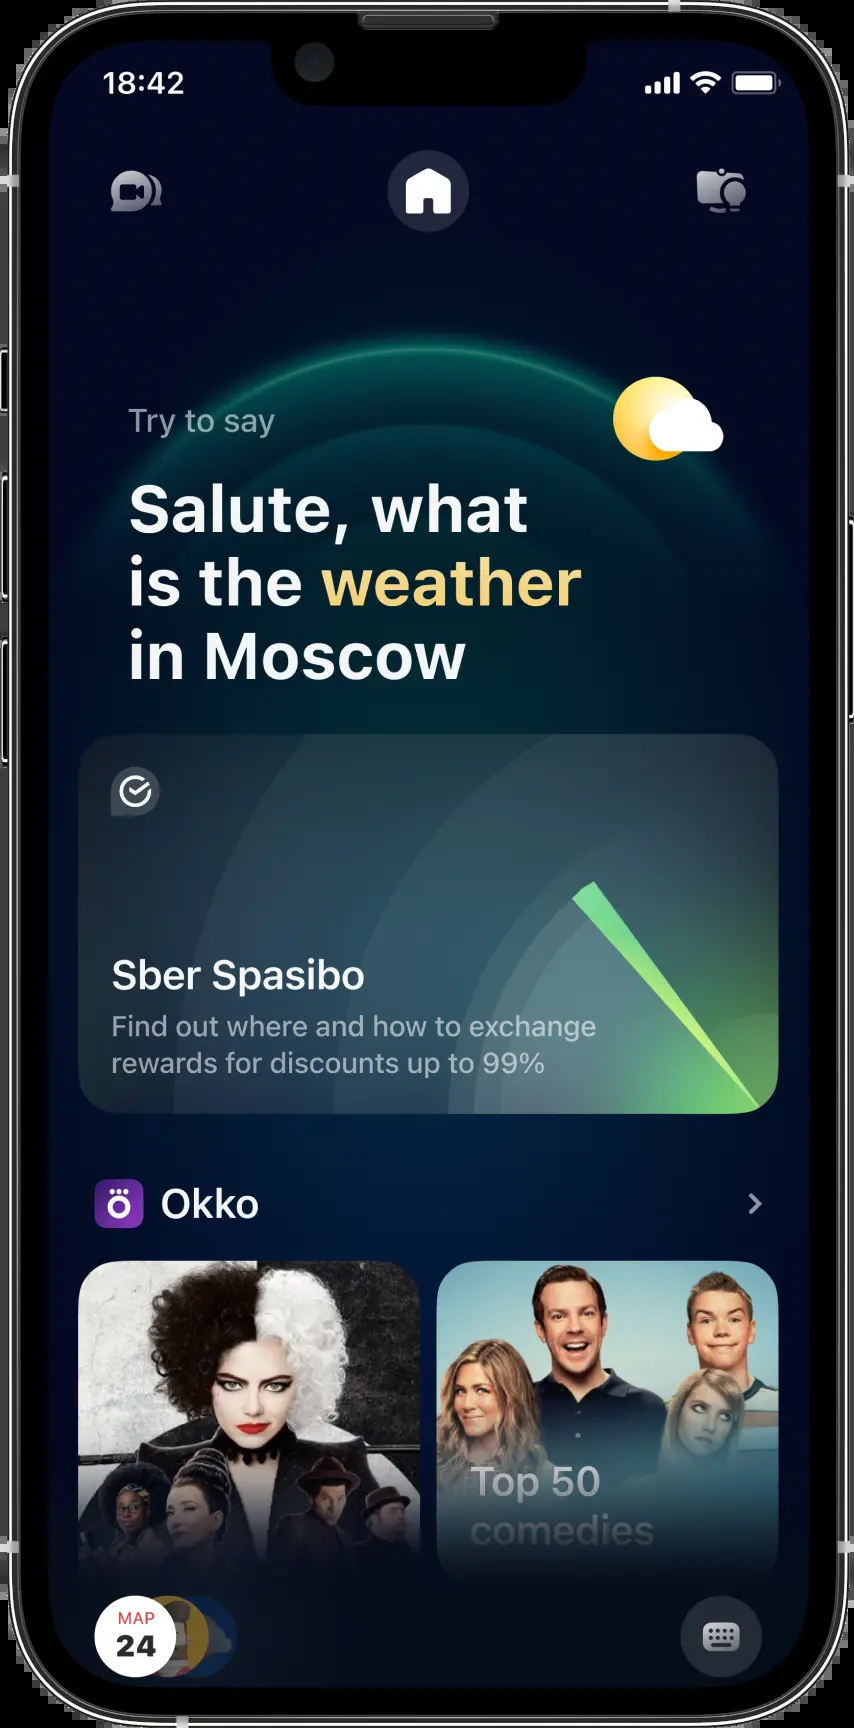 18:42
Try to say
Salute, what
is the weather
in Moscow
Sber Spasibo
Find out where and how to exchange
rewards for discounts up to 99%
Okko
Top 50
comedies
МАР
24